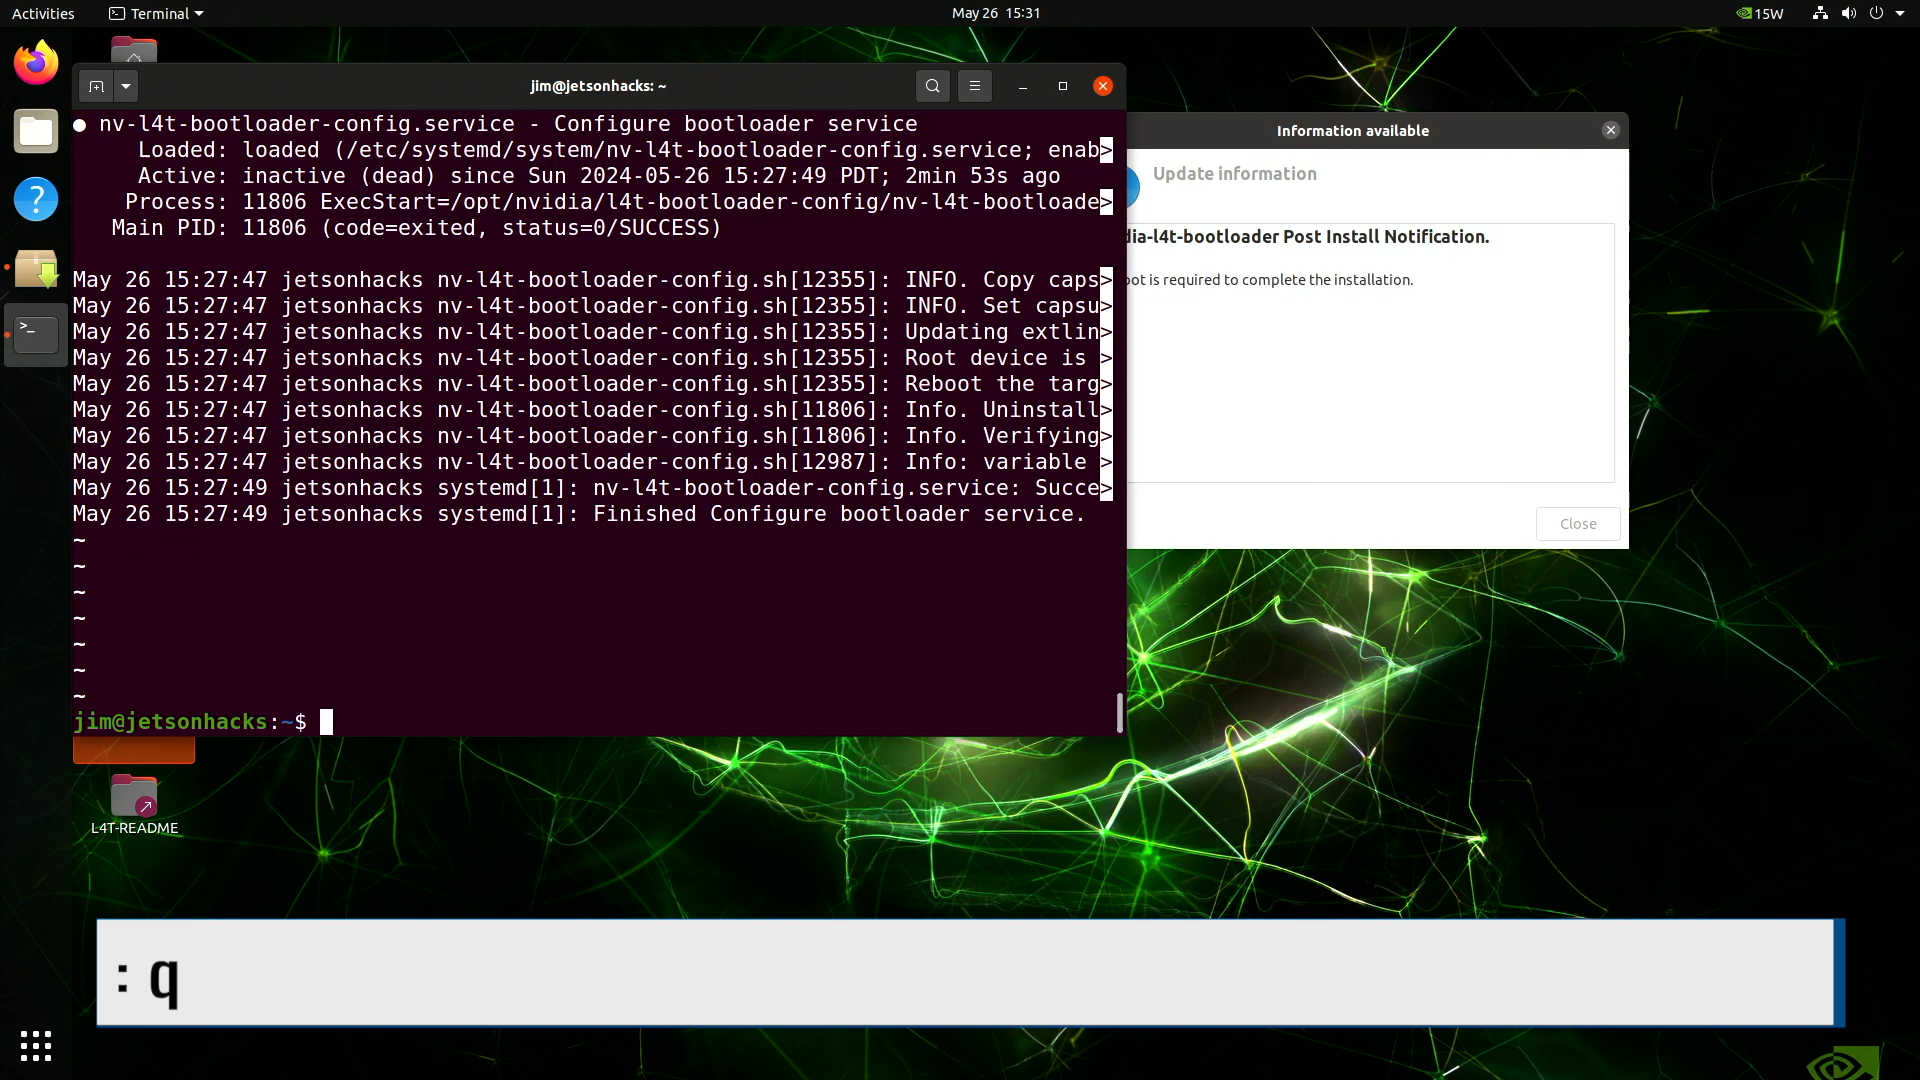 Activities
Terminal
May 26 15:31
15W
jim@jetsonhacks: ~
● nv-l4t-bootloader-config.service - Configure bootloader service
Loaded: loaded (/etc/systemd/system/nv-l4t-bootloader-config.service; enab>
Active: inactive (dead) since Sun 2024-05-26 15:27:49 PDT; 2min 53s ago
Process: 11806 ExecStart=/opt/nvidia/l4t-bootloader-config/nv-l4t-bootloade>
Main PID: 11806 (code=exited, status=0/SUCCESS)
May 26 15:27:47 jetsonhacks nv-l4t-bootloader-config.sh[12355]: INFO. Copy caps>
May 26 15:27:47 jetsonhacks nv-l4t-bootloader-config.sh[12355]: INFO. Set capsu>
May 26 15:27:47 jetsonhacks nv-l4t-bootloader-config.sh[12355]: Updating extlin>
May 26 15:27:47 jetsonhacks nv-l4t-bootloader-config.sh[12355]: Root device is >
May 26 15:27:47 jetsonhacks nv-l4t-bootloader-config.sh[12355]: Reboot the targ>
May 26 15:27:47 jetsonhacks nv-l4t-bootloader-config.sh[11806]: Info. Uninstall>
May 26 15:27:47 jetsonhacks nv-l4t-bootloader-config.sh[11806]: Info. Verifying>
May 26 15:27:47 jetsonhacks nv-l4t-bootloader-config.sh[12987]: Info: variable >
May 26 15:27:49 jetsonhacks systemd[1]: nv-l4t-bootloader-config.service: Succe>
May 26 15:27:49 jetsonhacks systemd[1]: Finished Configure bootloader service.
~
~
~
~
~
~
~
jim@jetsonhacks:~$
Information available
Update information
dia-l4t-bootloader Post Install Notification.
oot is required to complete the installation.
Close
L4T-README
:q